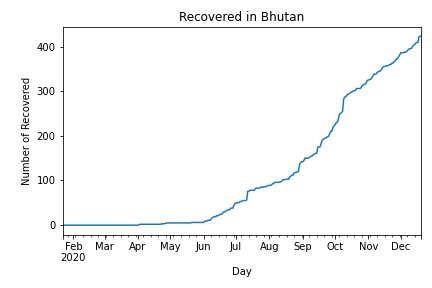 Recovered in Bhutan
Number of Recovered
400
300
200
100
0
Feb Mar Apr May Jun Jul Aug Sep Oct Nov Dec
2020
Day